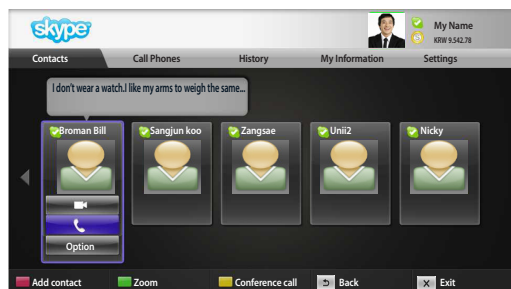 skype
My Name
KRW 9.542.78
Contacts
Call Phones
History
My Information
Settings
I don't wear a watch.I like my arms to weigh the same...
Broman Bill
Sangjun koo
Zangsae
Unii2
Nicky
Option
Add contact
Zoom
Conference call
Back
X Exit